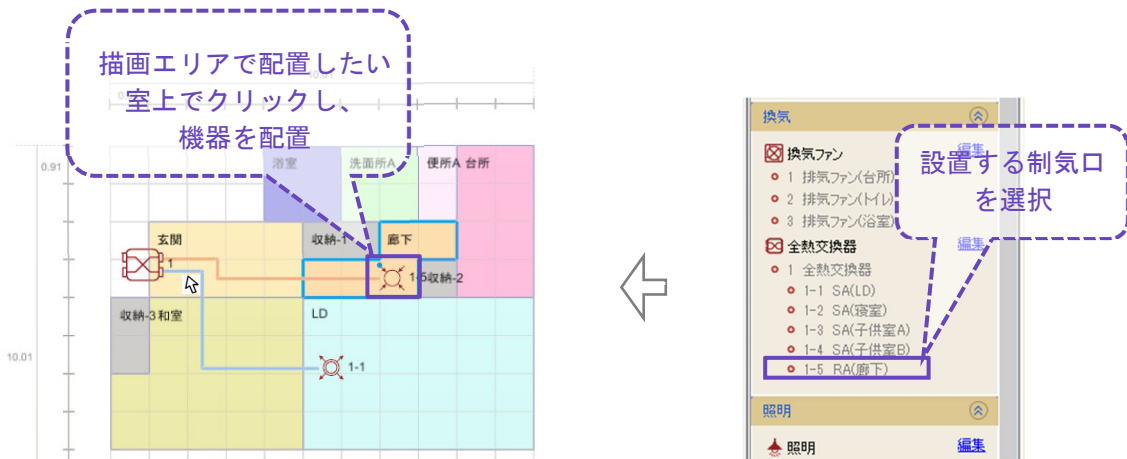 描画エリアで配置したい
室上でクリックし、
機器を配置
0.91
浴室
洗面所A
便所A
台所
玄関
収納-1
廊下
1
1-5
収納-2
収納-3
和室
LD
10.01
1-1
換気
換気ファン
編集
1 排気ファン(台所)
2 排気ファン(トイレ)
3 排気ファン(浴室)
設置する制気口
を選択
全熱交換器
編集
1 全熱交換器
1-1 SA(LD)
1-2 SA(寝室)
1-3 SA(子供室A)
1-4 SA(子供室B)
1-5 RA(廊下)
照明
照明
編集